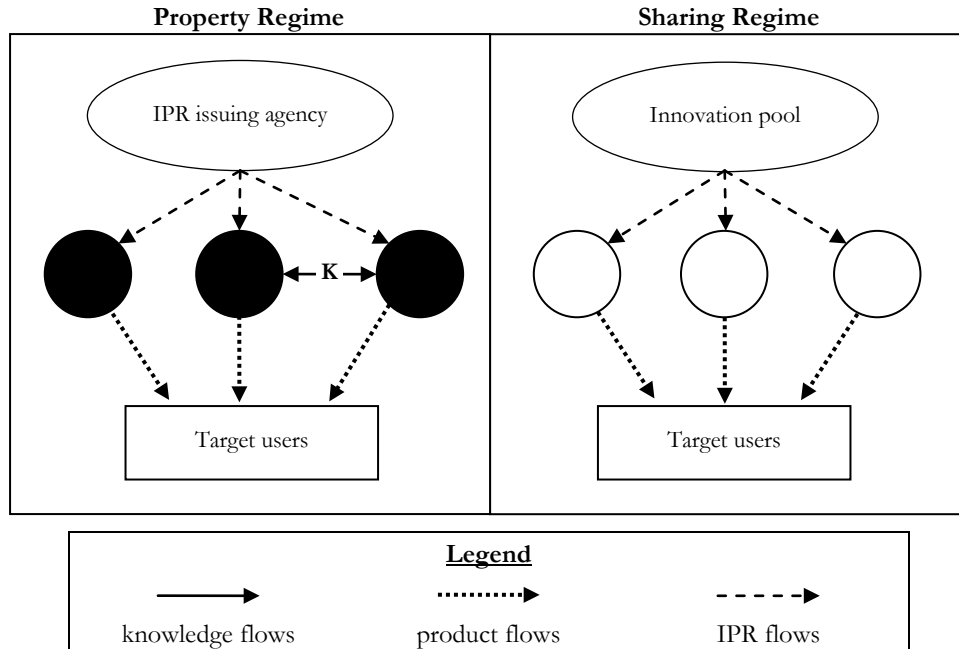 Property Regime
Sharing Regime
IPR issuing agency
Innovation pool
K
Target users
Target users
Legend
knowledge flows
product flows
IPR flows